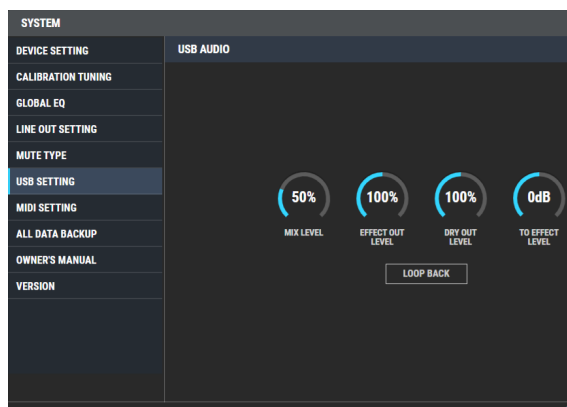 SYSTEM
DEVICE SETTING
CALIBRATION TUNING
GLOBAL EQ
LINE OUT SETTING
MUTE TYPE
USB SETTING
MIDI SETTING
ALL DATA BACKUP
OWNER'S MANUAL
VERSION
USB AUDIO
50%
100%
100%
0dB
MIX LEVEL
EFFECT OUT
LEVEL
DRY OUT
LEVEL
TO EFFECT
LEVEL
LOOP BACK